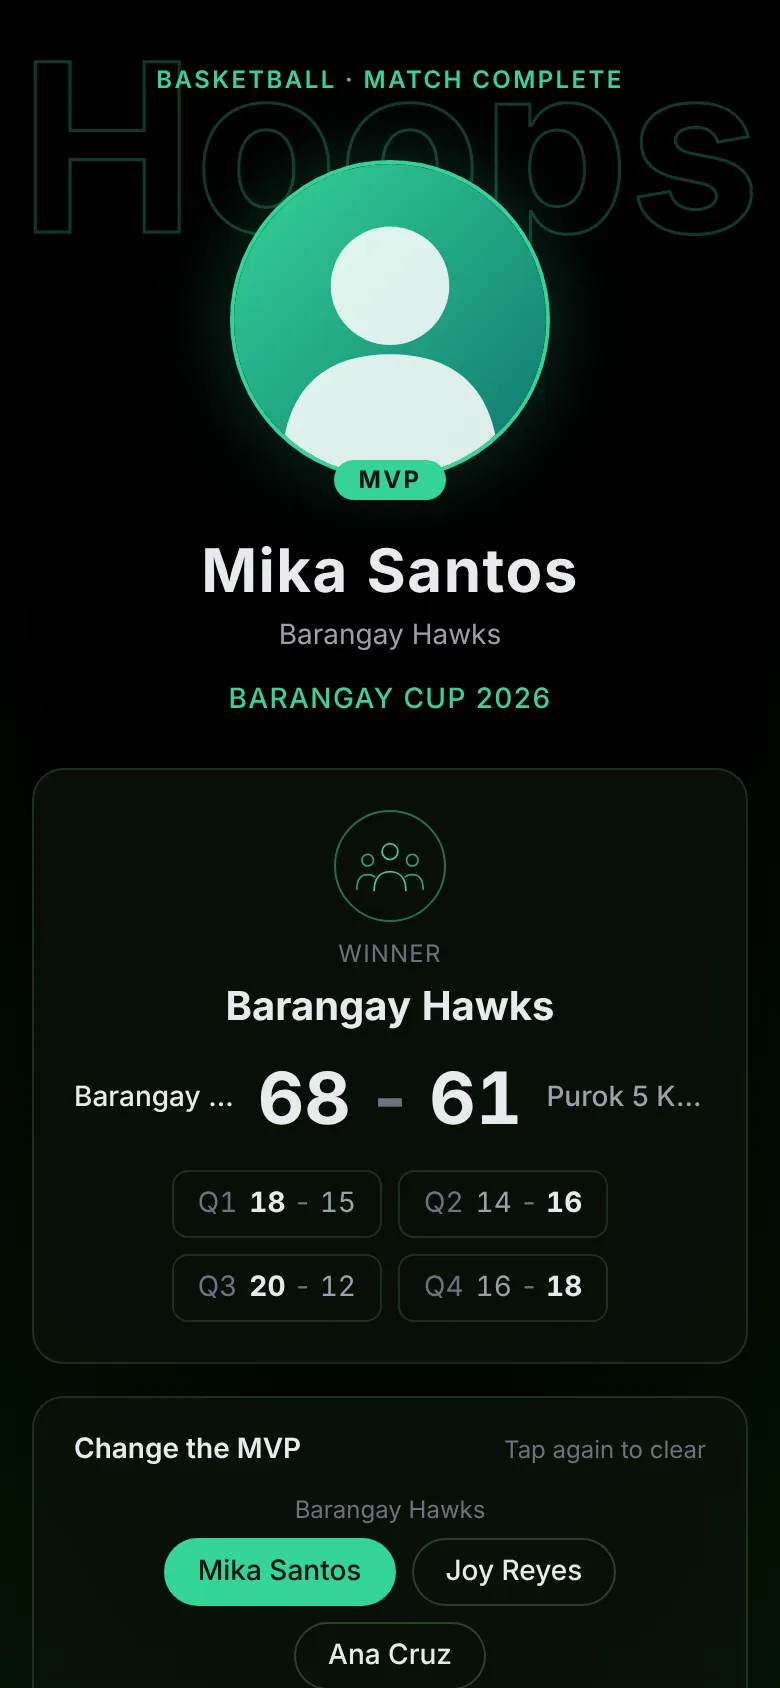 BASKETBALL · MATCH COMPLETE
Hoops
MVP
Mika Santos
Barangay Hawks
BARANGAY CUP 2026
WINNER
Barangay Hawks
Barangay ... 68 - 61 Purok 5 K...
Q1 18 - 15 Q2 14 - 16
Q3 20 - 12 Q4 16 - 18
Change the MVP Tap again to clear
Barangay Hawks
Mika Santos Joy Reyes
Ana Cruz